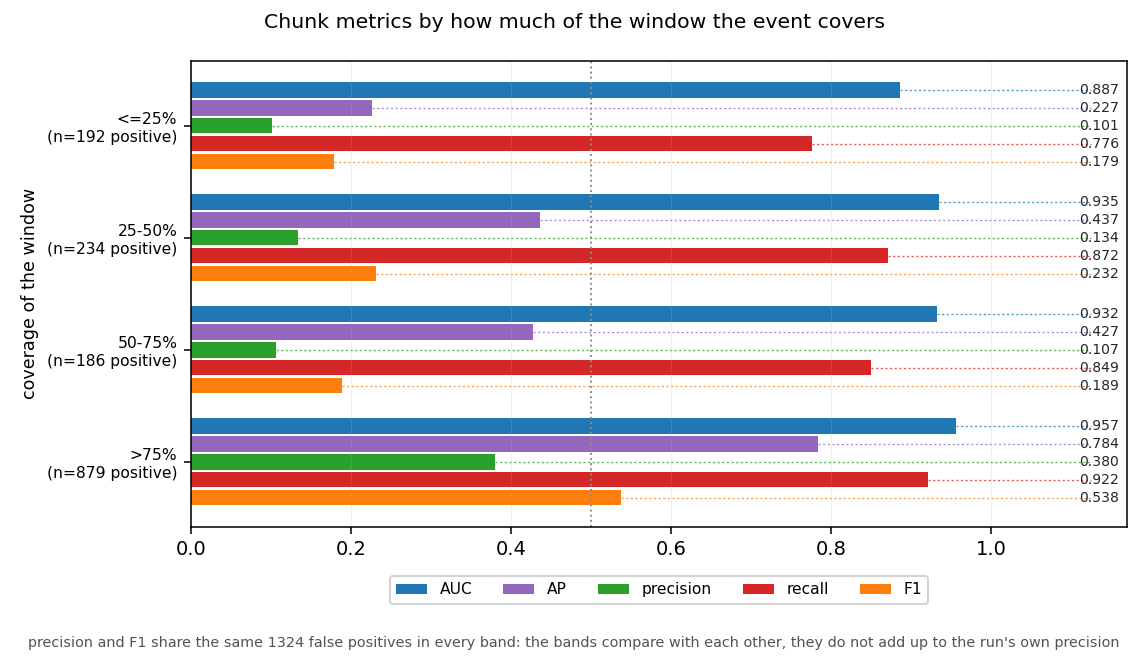 Chunk metrics by how much of the window the event covers
coverage of the window
<=25%
(n=192 positive)
0.887
0.227
0.101
0.776
0.179
25-50%
(n=234 positive)
0.935
0.437
0.134
0.872
0.232
50-75%
(n=186 positive)
0.932
0.427
0.107
0.849
0.189
>75%
(n=879 positive)
0.957
0.784
0.380
0.922
0.538
0.0 0.2 0.4 0.6 0.8 1.0
AUC AP precision recall F1
precision and F1 share the same 1324 false positives in every band: the bands compare with each other, they do not add up to the run's own precision